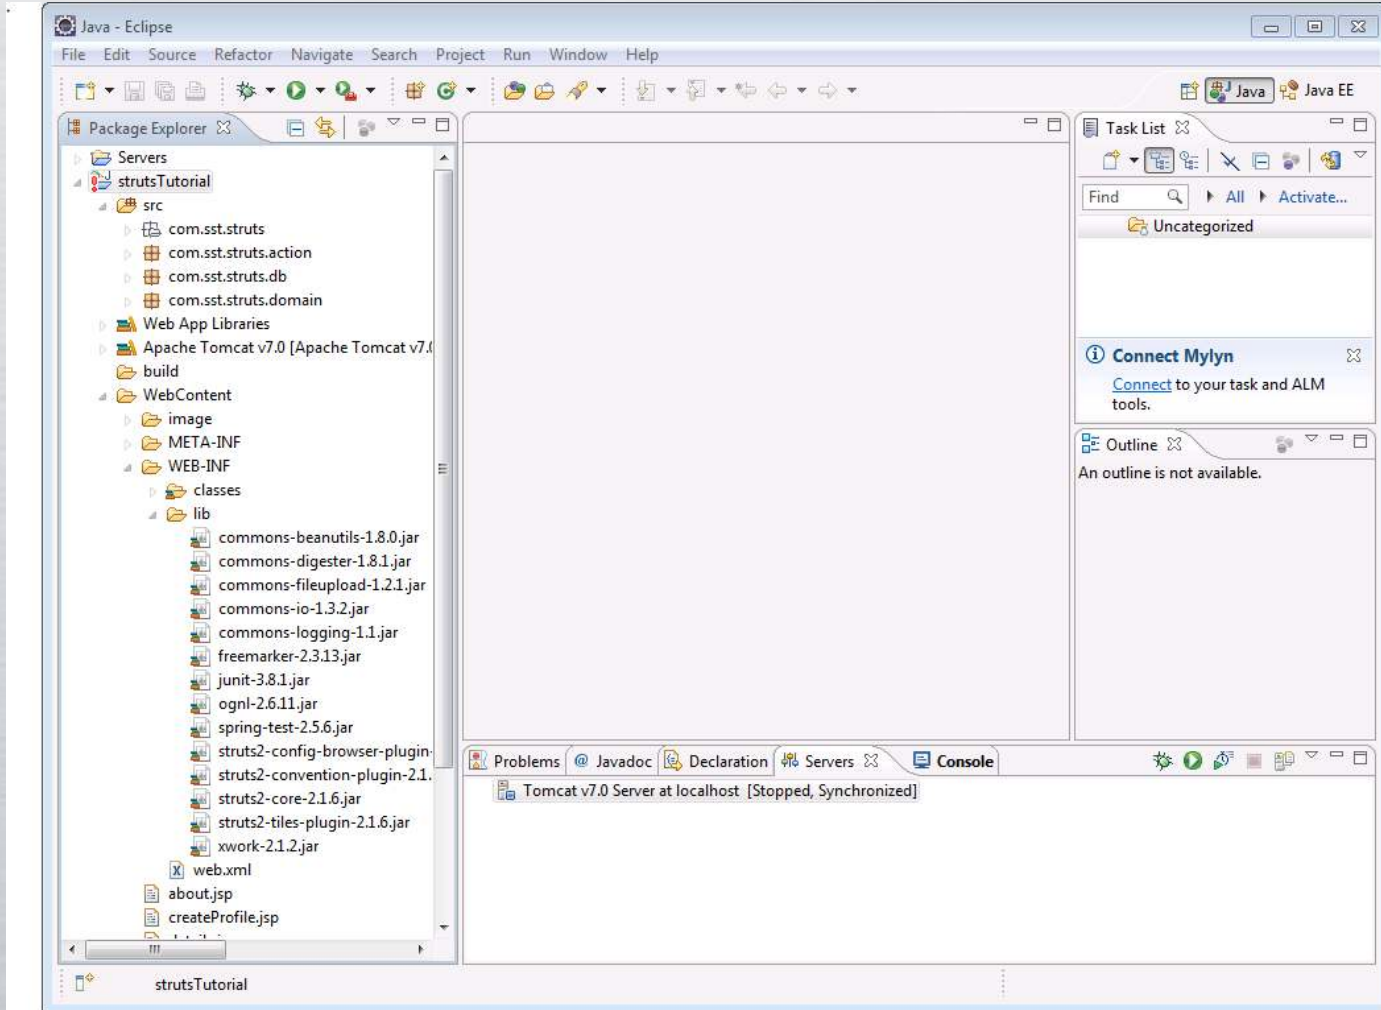 Java - Eclipse
File Edit Source Refactor Navigate Search Project Run Window Help
Java Java EE
Package Explorer
Servers
strutsTutorial
src
com.sst.struts
com.sst.struts.action
com.sst.struts.db
com.sst.struts.domain
Web App Libraries
Apache Tomcat v7.0 [Apache Tomcat v7.0
build
WebContent
image
META-INF
WEB-INF
classes
lib
commons-beanutils-1.8.0.jar
commons-digester-1.8.1.jar
commons-fileupload-1.2.1.jar
commons-io-1.3.2.jar
commons-logging-1.1.jar
freemarker-2.3.13.jar
junit-3.8.1.jar
ognl-2.6.11.jar
spring-test-2.5.6.jar
struts2-config-browser-plugin-
struts2-convention-plugin-2.1.
struts2-core-2.1.6.jar
struts2-tiles-plugin-2.1.6.jar
xwork-2.1.2.jar
web.xml
about.jsp
createProfile.jsp
Task List
Find All Activate...
Uncategorized
Connect Mylyn
Connect to your task and ALM
tools.
Outline
An outline is not available.
Problems @ Javadoc Declaration Servers Console
Tomcat v7.0 Server at localhost [Stopped, Synchronized]
strutsTutorial